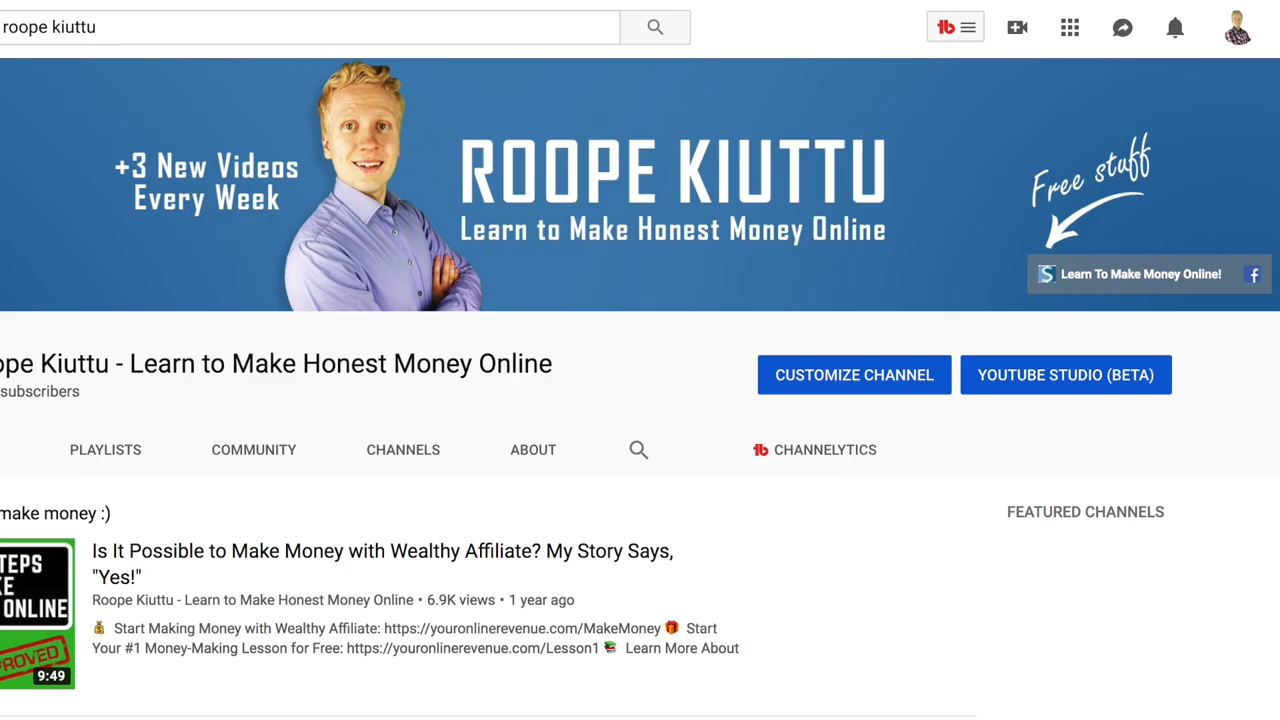 roope kiuttu
+3 New Videos
Every Week
ROOPE KIUTTU
Learn to Make Honest Money Online
Free stuff
Learn To Make Money Online!
ope Kiuttu - Learn to Make Honest Money Online
subscribers
CUSTOMIZE CHANNEL
YOUTUBE STUDIO (BETA)
PLAYLISTS
COMMUNITY
CHANNELS
ABOUT
CHANNELYTICS
make money :)
FEATURED CHANNELS
TEPS
KE
ONLINE
PROVED
9:49
Is It Possible to Make Money with Wealthy Affiliate? My Story Says,
"Yes!"
Roope Kiuttu - Learn to Make Honest Money Online • 6.9K views • 1 year ago
💰 Start Making Money with Wealthy Affiliate: https://youronlinerevenue.com/MakeMoney 🎁 Start
Your #1 Money-Making Lesson for Free: https://youronlinerevenue.com/Lesson1 📚 Learn More About